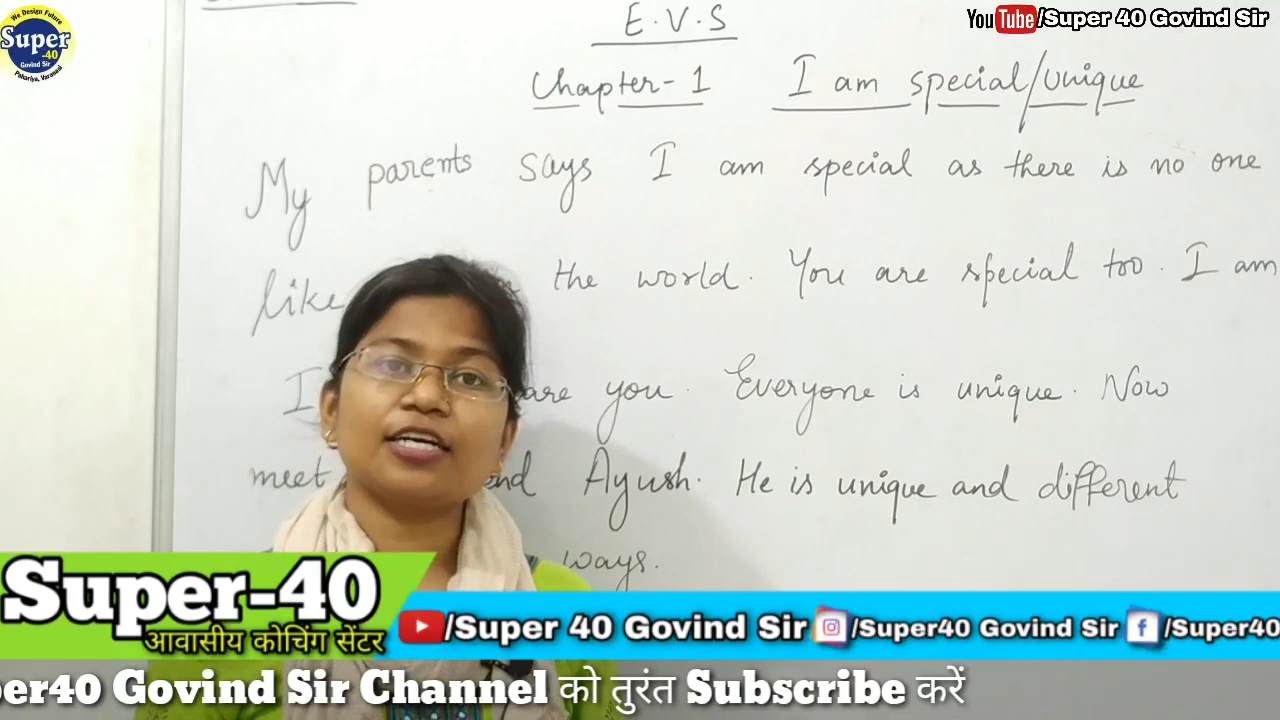 We Design Future
Super
-40
Govind Sir
Pahariya, Varanasi
YouTube/Super 40 Govind Sir
E.V.S
Chapter-1 I am special/Unique
My parents says I am special as there is no one
like the world. You are special too. I am
I are you. Everyone is unique. Now
meet Ayush. He is unique and different
ways.
Super-40
आवासीय कोचिंग सेंटर
/Super 40 Govind Sir /Super40 Govind Sir /Super40
per40 Govind Sir Channel को तुरंत Subscribe करें